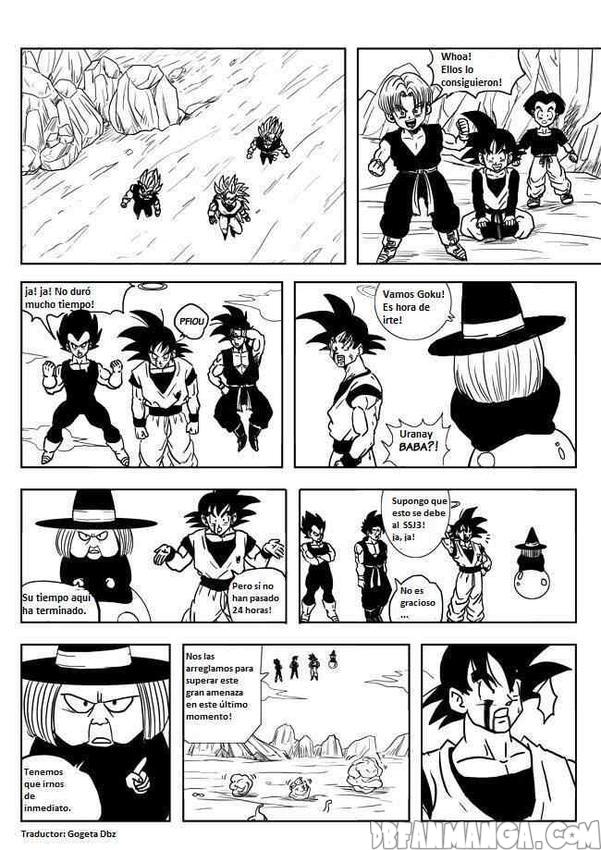 Whoa!
Ellos lo
consiguieron!
ja! ja! No duró
mucho tiempo!
PFIOU
Vamos Goku!
Es hora de
irte!
Uranay
BABA?!
Su tiempo aqui
ha terminado.
Pero sí no
han pasado
24 horas!
Supongo que
esto se debe
al SSJ3!
ja, ja!
No es
gracioso
...
Tenemos
que irnos
de
inmediato.
Nos las
arreglamos para
superar este
gran amenaza
en este último
momento!
Traductor: Gogeta Dbz
DBFANMANGA.COM